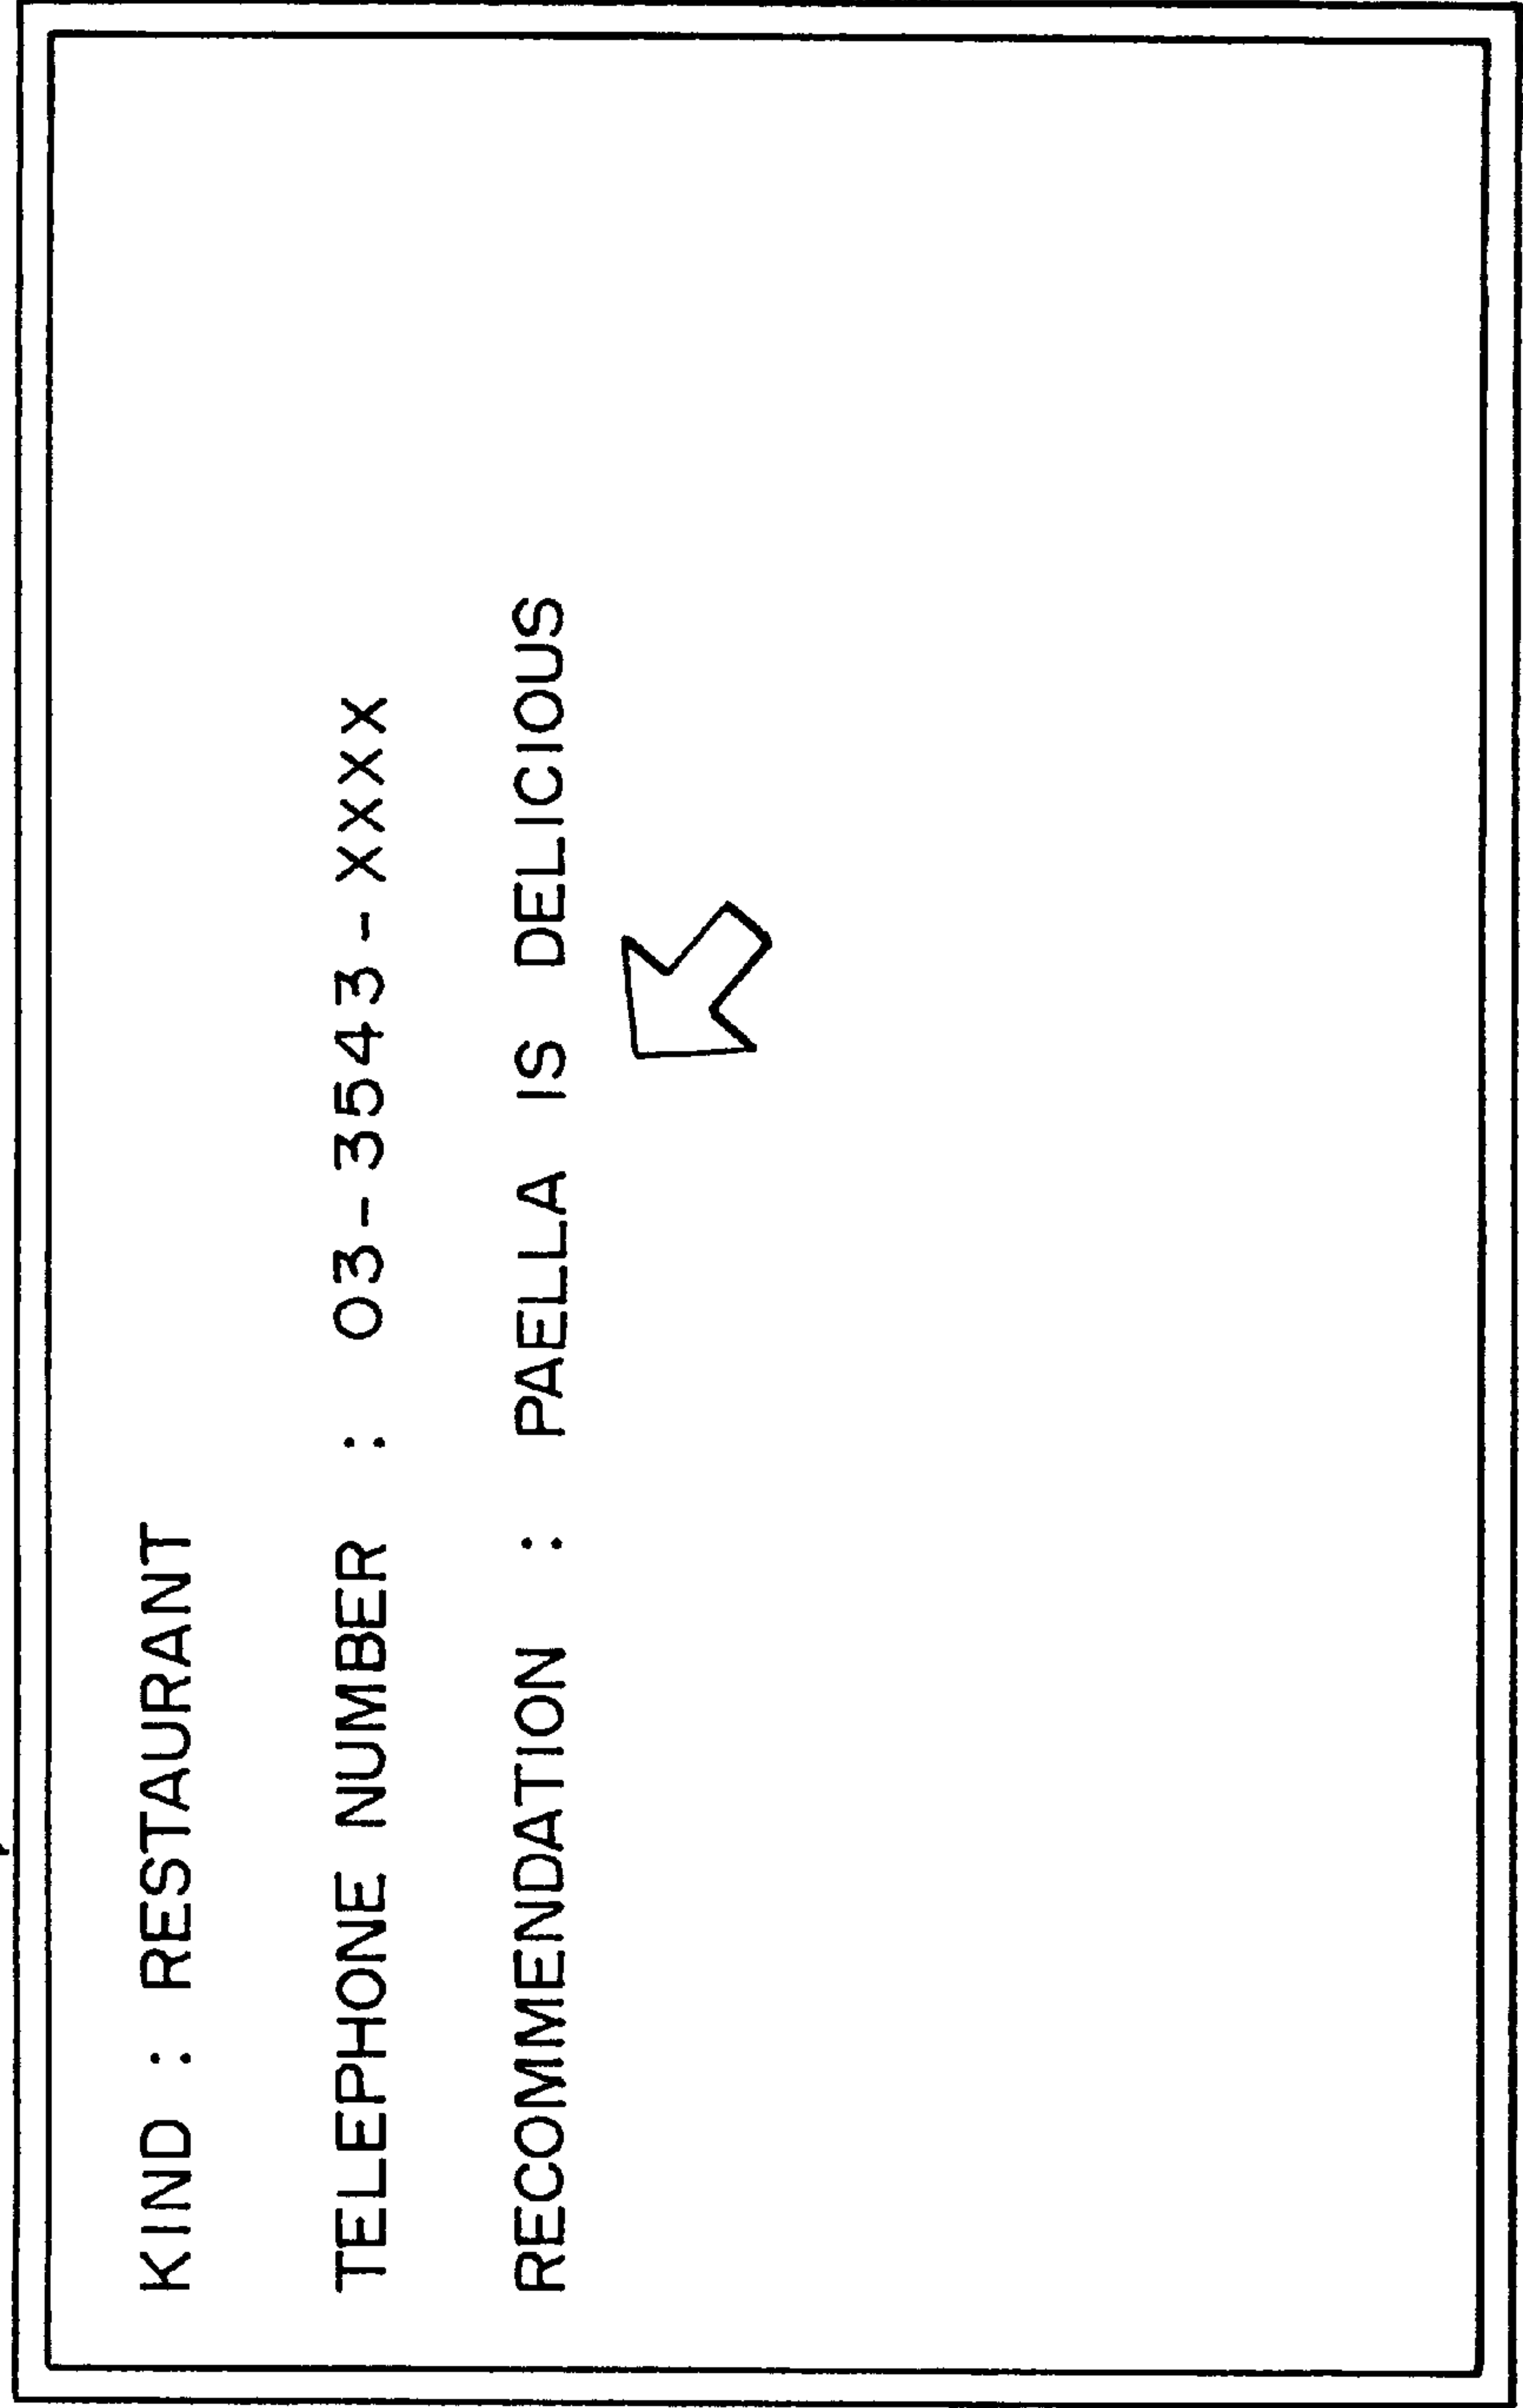 KIND : RESTAURANT
TELEPHONE NUMBER : 03-3543-XXXX
RECOMMENDATION : PAELLA IS DELICIOUS